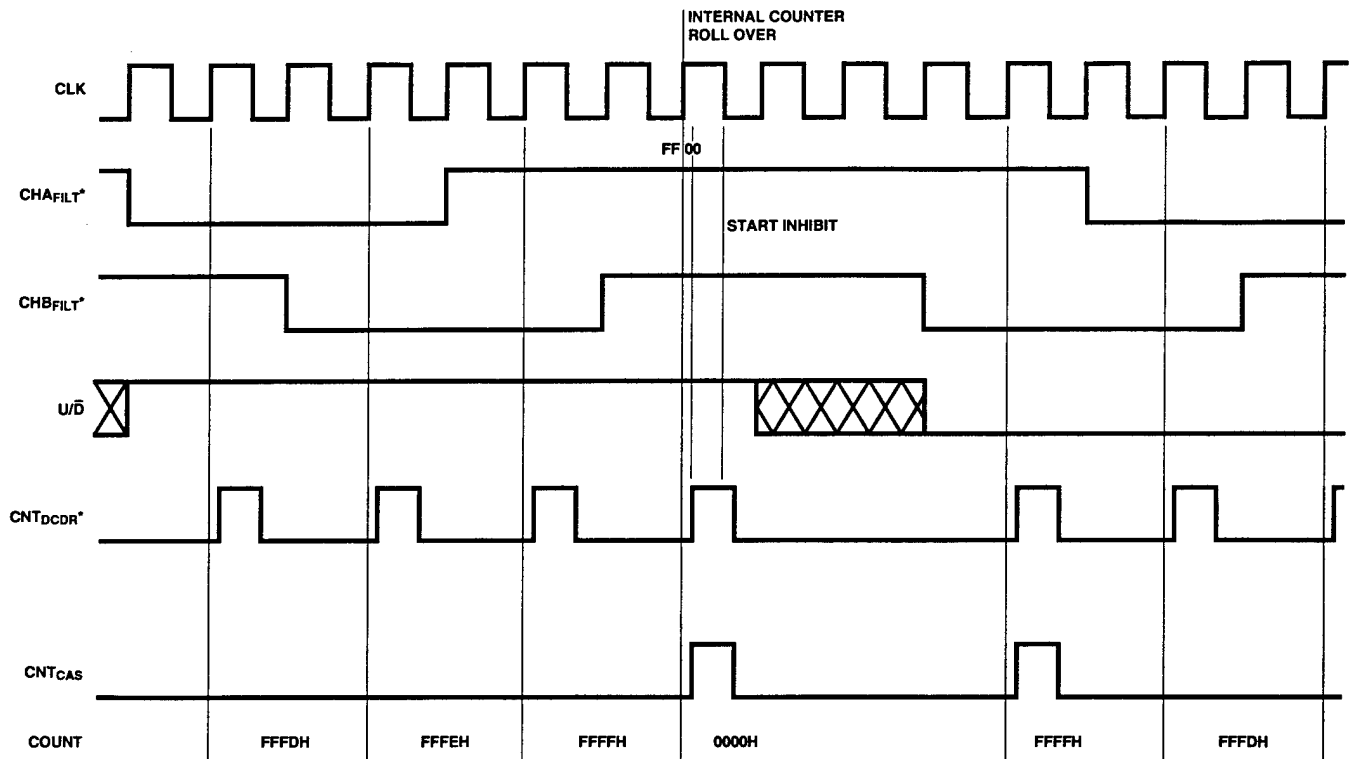 INTERNAL COUNTER
ROLL OVER
CLK
FF 00
CHAFILT*
START INHIBIT
CHBFILT*
U/D̅
CNTDCDR*
CNTCAS
COUNT FFFDH FFFEH FFFFH 0000H FFFFH FFFDH